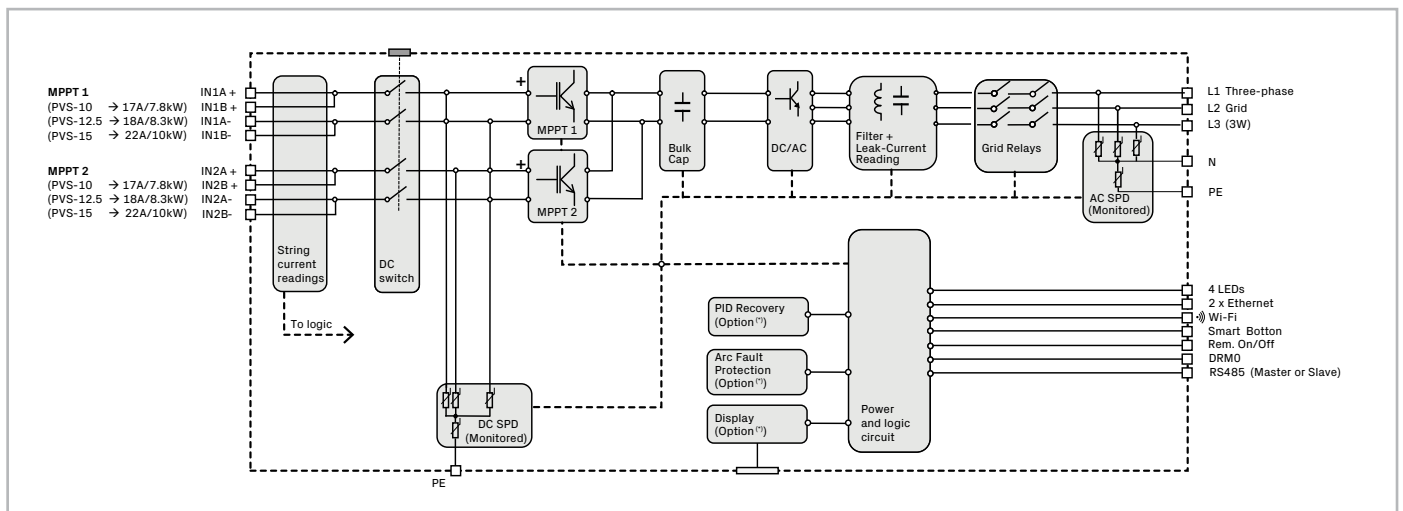 MPPT 1
(PVS-10 → 17A/7.8kW)
(PVS-12.5 → 18A/8.3kW)
(PVS-15 → 22A/10kW)
IN1A +
IN1B +
IN1A-
IN1B-
MPPT 2
(PVS-10 → 17A/7.8kW)
(PVS-12.5 → 18A/8.3kW)
(PVS-15 → 22A/10kW)
IN2A +
IN2B +
IN2A-
IN2B-
String
current
readings
To logic
DC
switch
+
MPPT 1
+
MPPT 2
Bulk
Cap
DC/AC
Filter +
Leak-Current
Reading
Grid Relays
AC SPD
(Monitored)
L1 Three-phase
L2 Grid
L3 (3W)
N
PE
DC SPD
(Monitored)
PE
PID Recovery
(Option (*))
Arc Fault
Protection
(Option (*))
Display
(Option (*))
Power
and logic
circuit
4 LEDs
2 x Ethernet
Wi-Fi
Smart Botton
Rem. On/Off
DRM0
RS485 (Master or Slave)